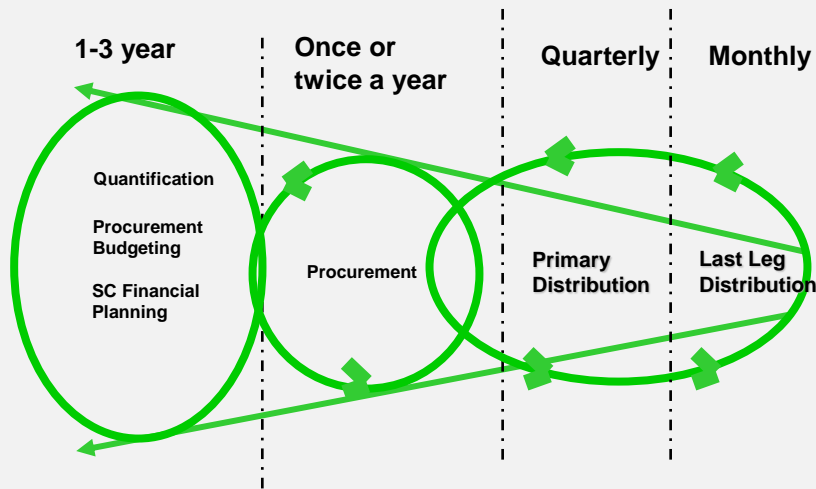 1-3 year
Once or
twice a year
Quarterly
Monthly
Quantification
Procurement
Budgeting
SC Financial
Planning
Procurement
Primary
Distribution
Last Leg
Distribution